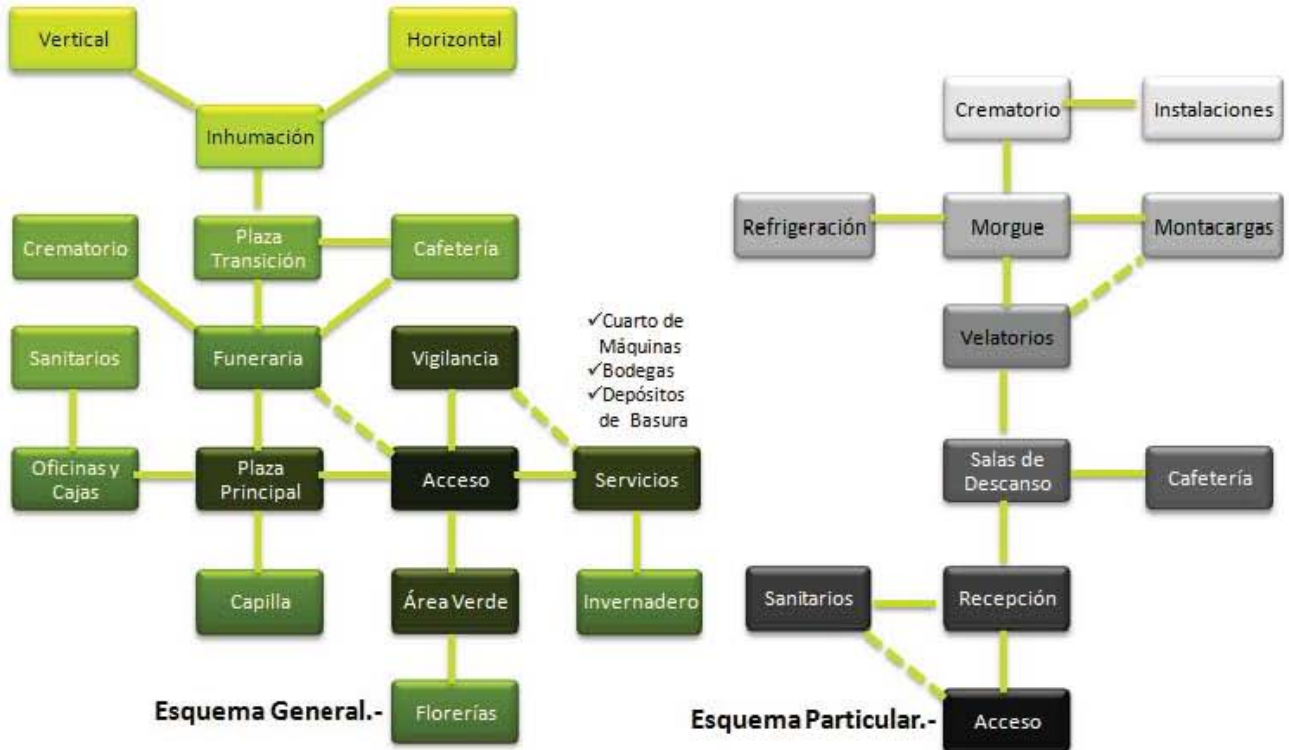 Vertical
Horizontal
Inhumación
Crematorio
Plaza
Transición
Cafetería
Sanitarios
Funeraria
Vigilancia
✓Cuarto de
Máquinas
✓Bodegas
✓Depósitos
de Basura
Oficinas y
Cajas
Plaza
Principal
Acceso
Servicios
Capilla
Área Verde
Invernadero
Esquema General.-
Florerías
Crematorio
Instalaciones
Refrigeración
Morgue
Montacargas
Velatorios
Salas de
Descanso
Cafetería
Sanitarios
Recepción
Esquema Particular.-
Acceso